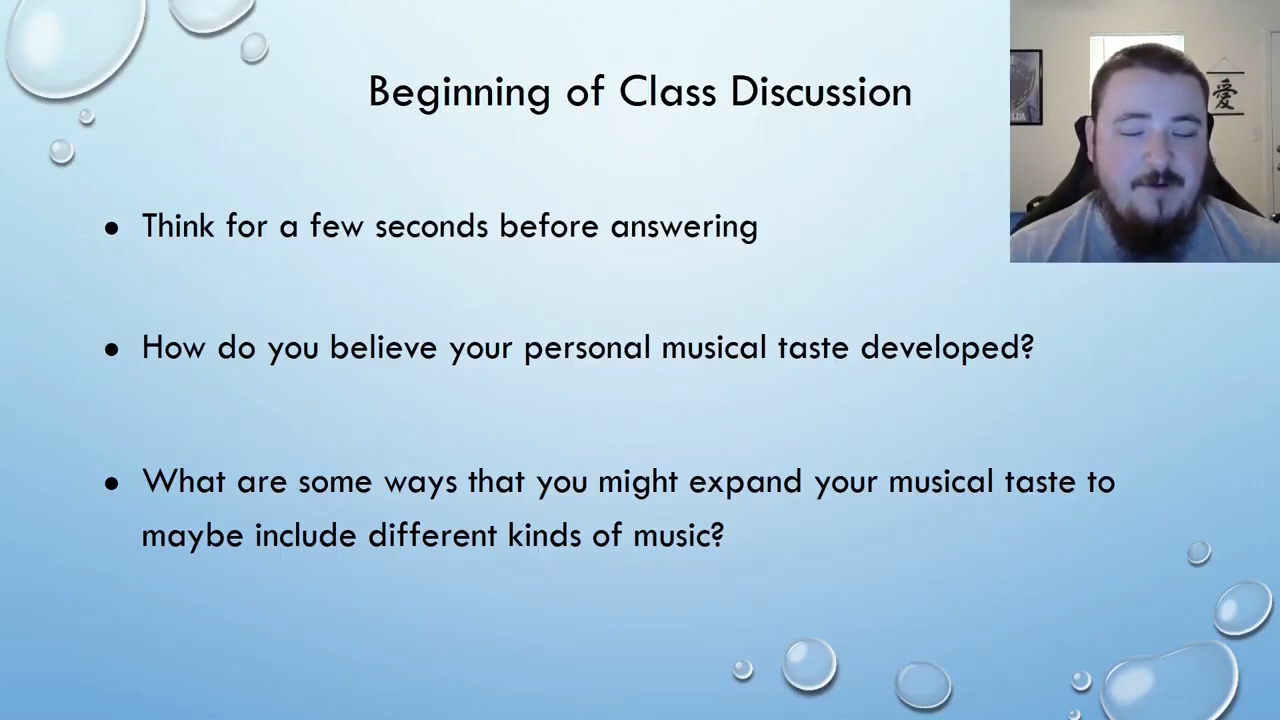 Beginning of Class Discussion
• Think for a few seconds before answering
• How do you believe your personal musical taste developed?
• What are some ways that you might expand your musical taste to
maybe include different kinds of music?
愛
LDA